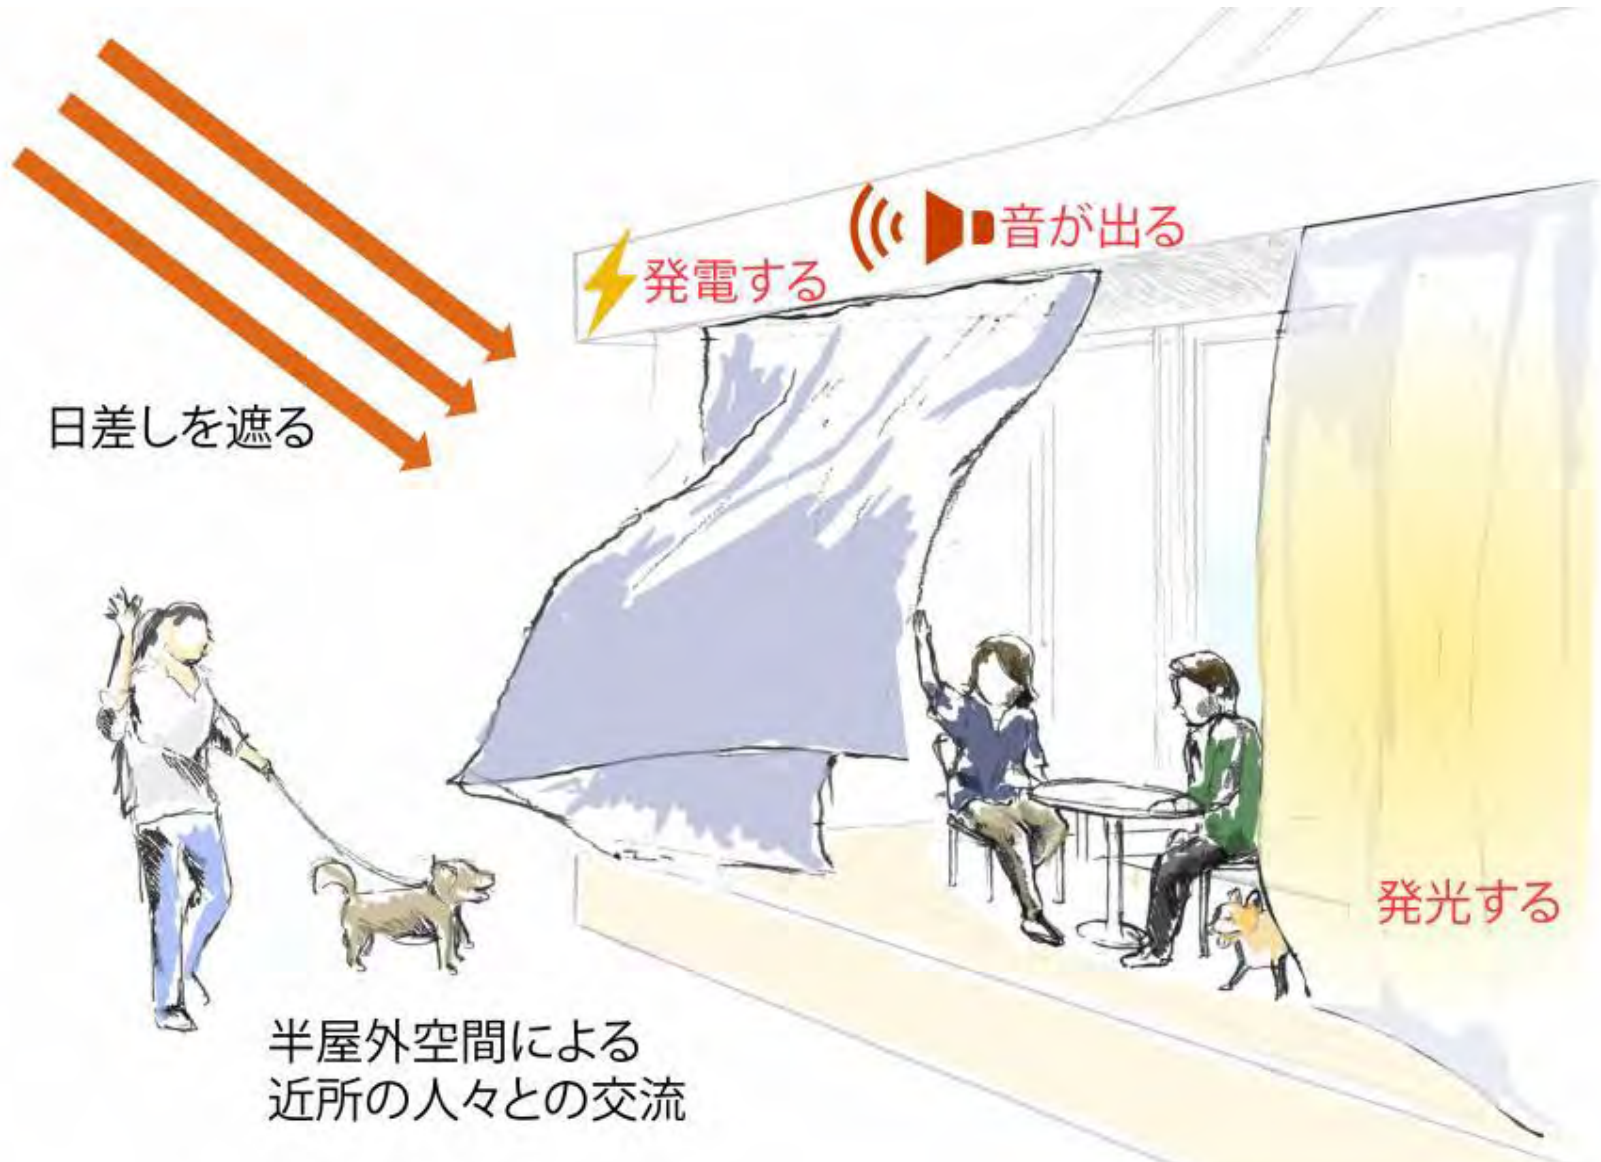 音が出る
発電する
日差しを遮る
発光する
半屋外空間による
近所の人々との交流